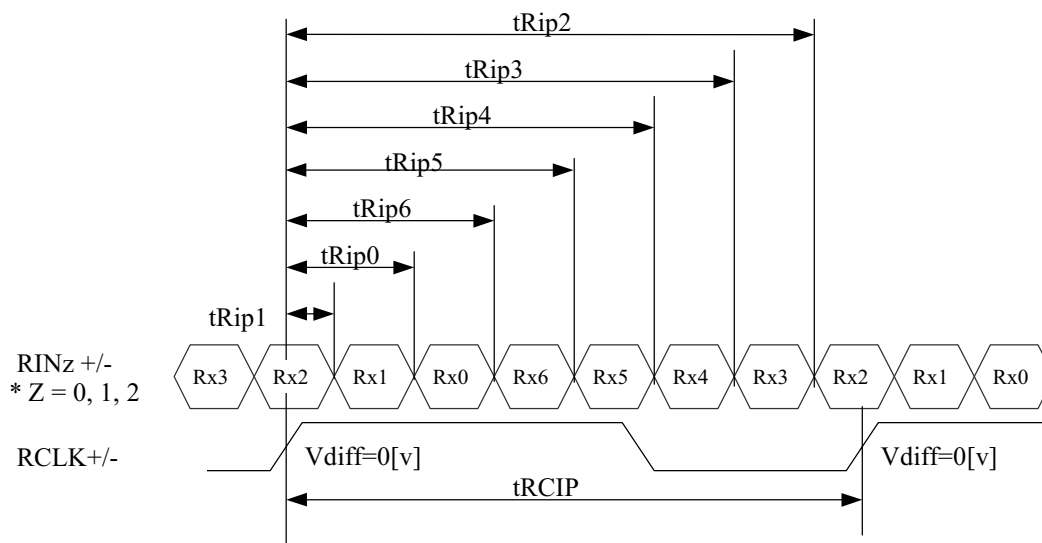 tRip2
tRip3
tRip4
tRip5
tRip6
tRip0
tRip1
RINz +/-
* Z = 0, 1, 2
Rx3 Rx2 Rx1 Rx0 Rx6 Rx5 Rx4 Rx3 Rx2 Rx1 Rx0
RCLK+/-
Vdiff=0[v] Vdiff=0[v]
tRCIP